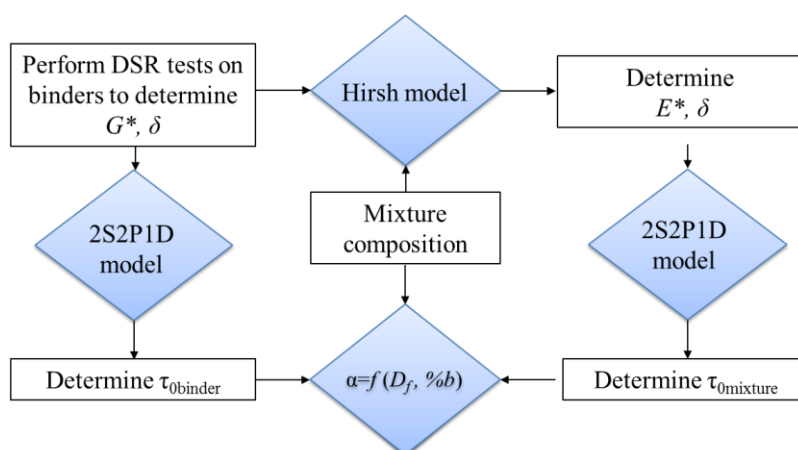 Perform DSR tests on
binders to determine
G*, δ
Hirsh model
Determine
E*, δ
2S2P1D
model
Mixture
composition
2S2P1D
model
Determine τ0binder
α=f (Df, %b)
Determine τ0mixture